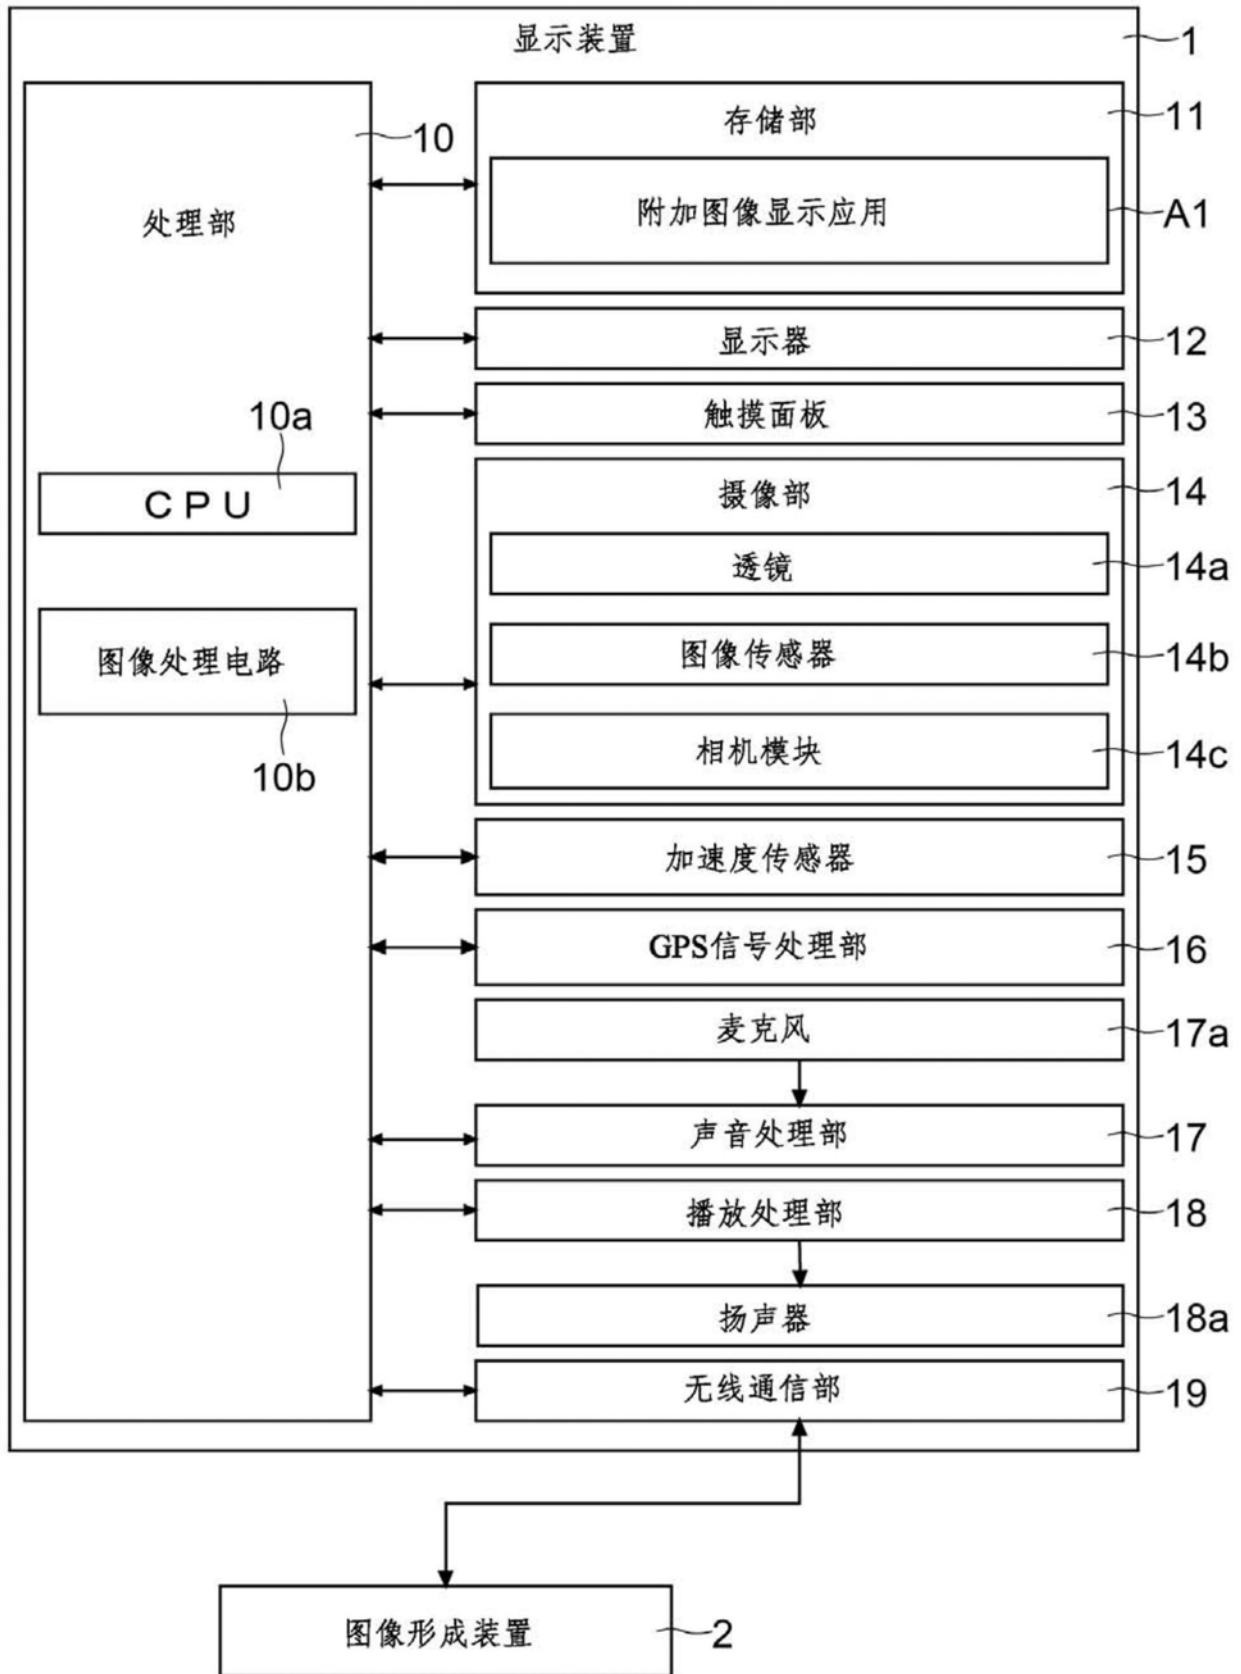 显示装置
1
10
处理部
10a
CPU
图像处理电路
10b
存储部
11
附加图像显示应用
A1
显示器
12
触摸面板
13
摄像部
14
透镜
14a
图像传感器
14b
相机模块
14c
加速度传感器
15
GPS信号处理部
16
麦克风
17a
声音处理部
17
播放处理部
18
扬声器
18a
无线通信部
19
图像形成装置
2